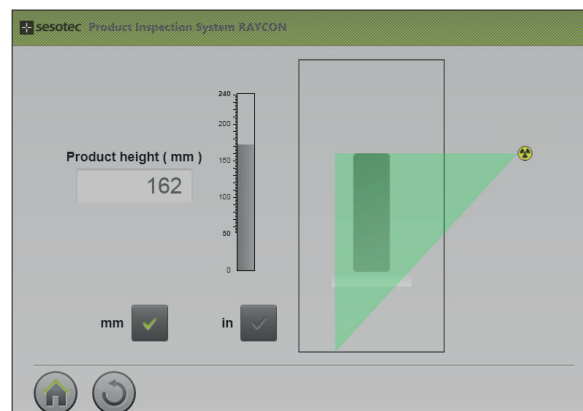 sesotec Product Inspection System RAYCON
240
200
Product height ( mm )
150
162
100
50
0
mm
in